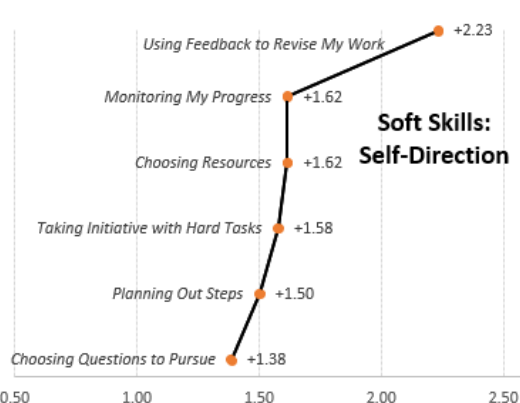 Using Feedback to Revise My Work +2.23
Monitoring My Progress +1.62
Soft Skills:
Self-Direction
Choosing Resources +1.62
Taking Initiative with Hard Tasks +1.58
Planning Out Steps +1.50
Choosing Questions to Pursue +1.38
0.50 1.00 1.50 2.00 2.50